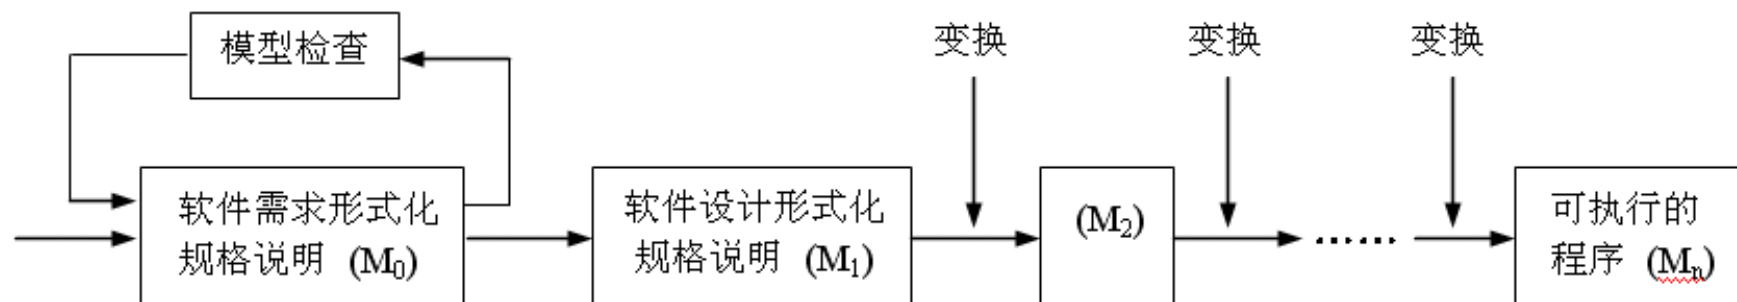 模型检查
变换
变换
变换
软件需求形式化
规格说明 (M₀)
软件设计形式化
规格说明 (M₁)
(M₂)
······
可执行的
程序 (Mₙ)